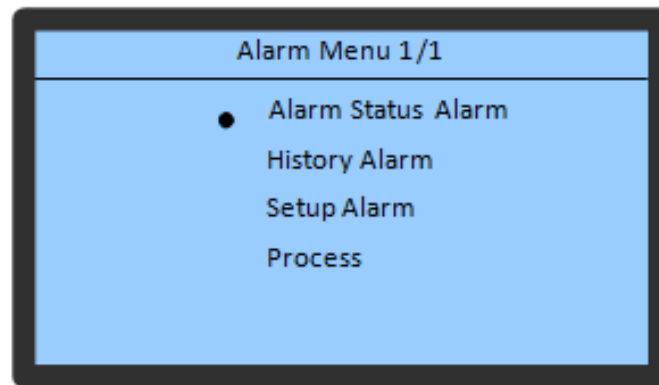 Alarm Menu 1/1
Alarm Status Alarm
History Alarm
Setup Alarm
Process